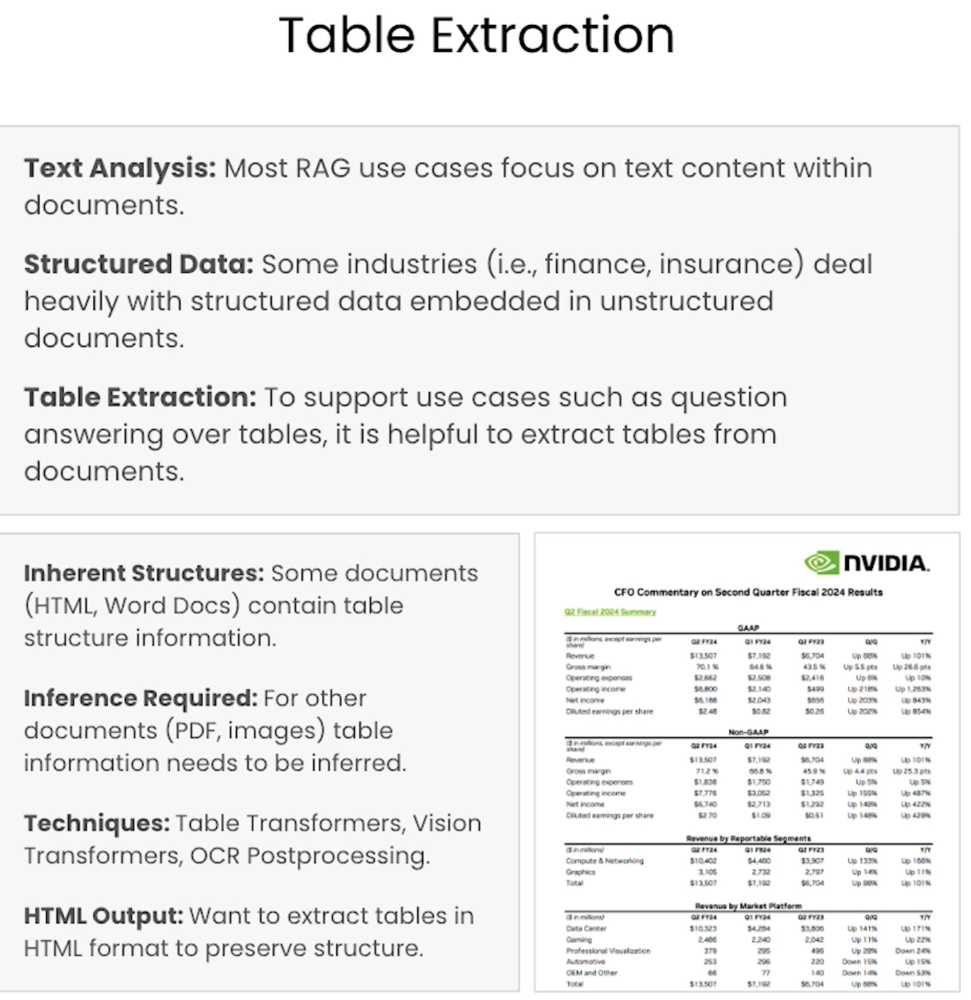 Table Extraction
Text Analysis: Most RAG use cases focus on text content within
documents.
Structured Data: Some industries (i.e., finance, insurance) deal
heavily with structured data embedded in unstructured
documents.
Table Extraction: To support use cases such as question
answering over tables, it is helpful to extract tables from
documents.
Inherent Structures: Some documents
(HTML, Word Docs) contain table
structure information.
Inference Required: For other
documents (PDF, images) table
information needs to be inferred.
Techniques: Table Transformers, Vision
Transformers, OCR Postprocessing.
HTML Output: Want to extract tables in
HTML format to preserve structure.
NVIDIA.
CFO Commentary on Second Quarter Fiscal 2024 Results
Q2 Fiscal 2024 Summary
GAAP
($ in millions, except earnings per
share) Q2 FY24 Q1 FY24 Q2 FY23 Q/Q Y/Y
Revenue $13,507 $7,192 $6,704 Up 88% Up 101%
Gross margin 70.1 % 64.6 % 43.5 % Up 5.5 pts Up 26.6 pts
Operating expenses $2,662 $2,508 $2,416 Up 6% Up 10%
Operating income $6,800 $2,140 $499 Up 218% Up 1,263%
Net income $6,188 $2,043 $656 Up 203% Up 843%
Diluted earnings per share $2.48 $0.82 $0.26 Up 202% Up 854%
Non-GAAP
($ in millions, except earnings per
share) Q2 FY24 Q1 FY24 Q2 FY23 Q/Q Y/Y
Revenue $13,507 $7,192 $6,704 Up 88% Up 101%
Gross margin 71.2 % 66.8 % 45.9 % Up 4.4 pts Up 25.3 pts
Operating expenses $1,838 $1,750 $1,749 Up 5% Up 5%
Operating income $7,776 $3,052 $1,325 Up 155% Up 487%
Net income $6,740 $2,713 $1,292 Up 148% Up 422%
Diluted earnings per share $2.70 $1.09 $0.51 Up 148% Up 429%
Revenue by Reportable Segments
($ in millions) Q2 FY24 Q1 FY24 Q2 FY23 Q/Q Y/Y
Compute & Networking $10,402 $4,460 $3,907 Up 133% Up 166%
Graphics 3,105 2,732 2,797 Up 14% Up 11%
Total $13,507 $7,192 $6,704 Up 88% Up 101%
Revenue by Market Platform
($ in millions) Q2 FY24 Q1 FY24 Q2 FY23 Q/Q Y/Y
Data Center $10,323 $4,284 $3,806 Up 141% Up 171%
Gaming 2,486 2,240 2,042 Up 11% Up 22%
Professional Visualization 379 295 496 Up 28% Down 24%
Automotive 253 296 220 Down 15% Up 15%
OEM and Other 66 77 140 Down 14% Down 53%
Total $13,507 $7,192 $6,704 Up 88% Up 101%